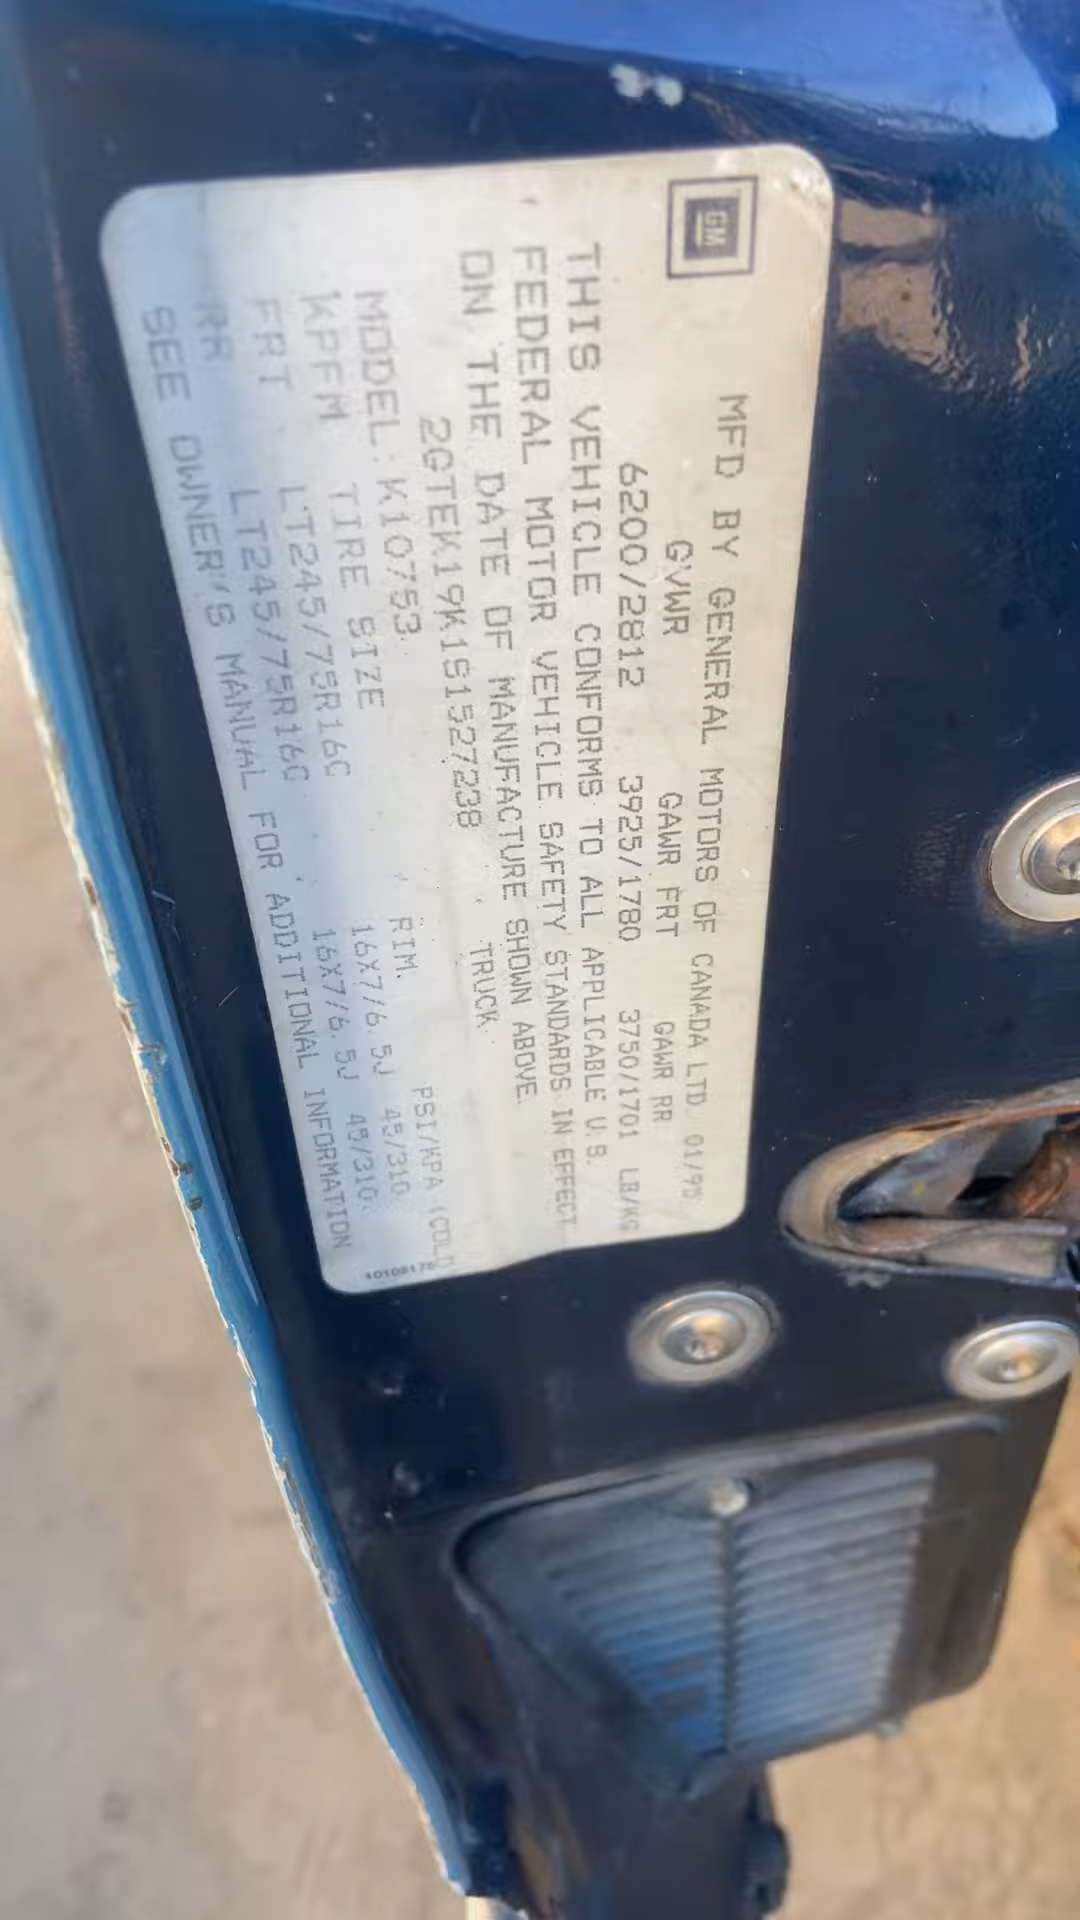 GM
MFD BY GENERAL MOTORS OF CANADA LTD 01/95
GVWR GAWR FRT GAWR RR
6200/2812 3925/1780 3750/1701 LB/KG
THIS VEHICLE CONFORMS TO ALL APPLICABLE U.S.
FEDERAL MOTOR VEHICLE SAFETY STANDARDS IN EFFECT
ON THE DATE OF MANUFACTURE SHOWN ABOVE.
2GTEK19K1S1527238 TRUCK
MODEL: K10753
KPFM TIRE SIZE RIM PSI/KPA (COLD
FRT LT245/75R16C 16X7/6.5J 45/310
RR LT245/75R16C 16X7/6.5J 45/310
SEE OWNER'S MANUAL FOR ADDITIONAL INFORMATION